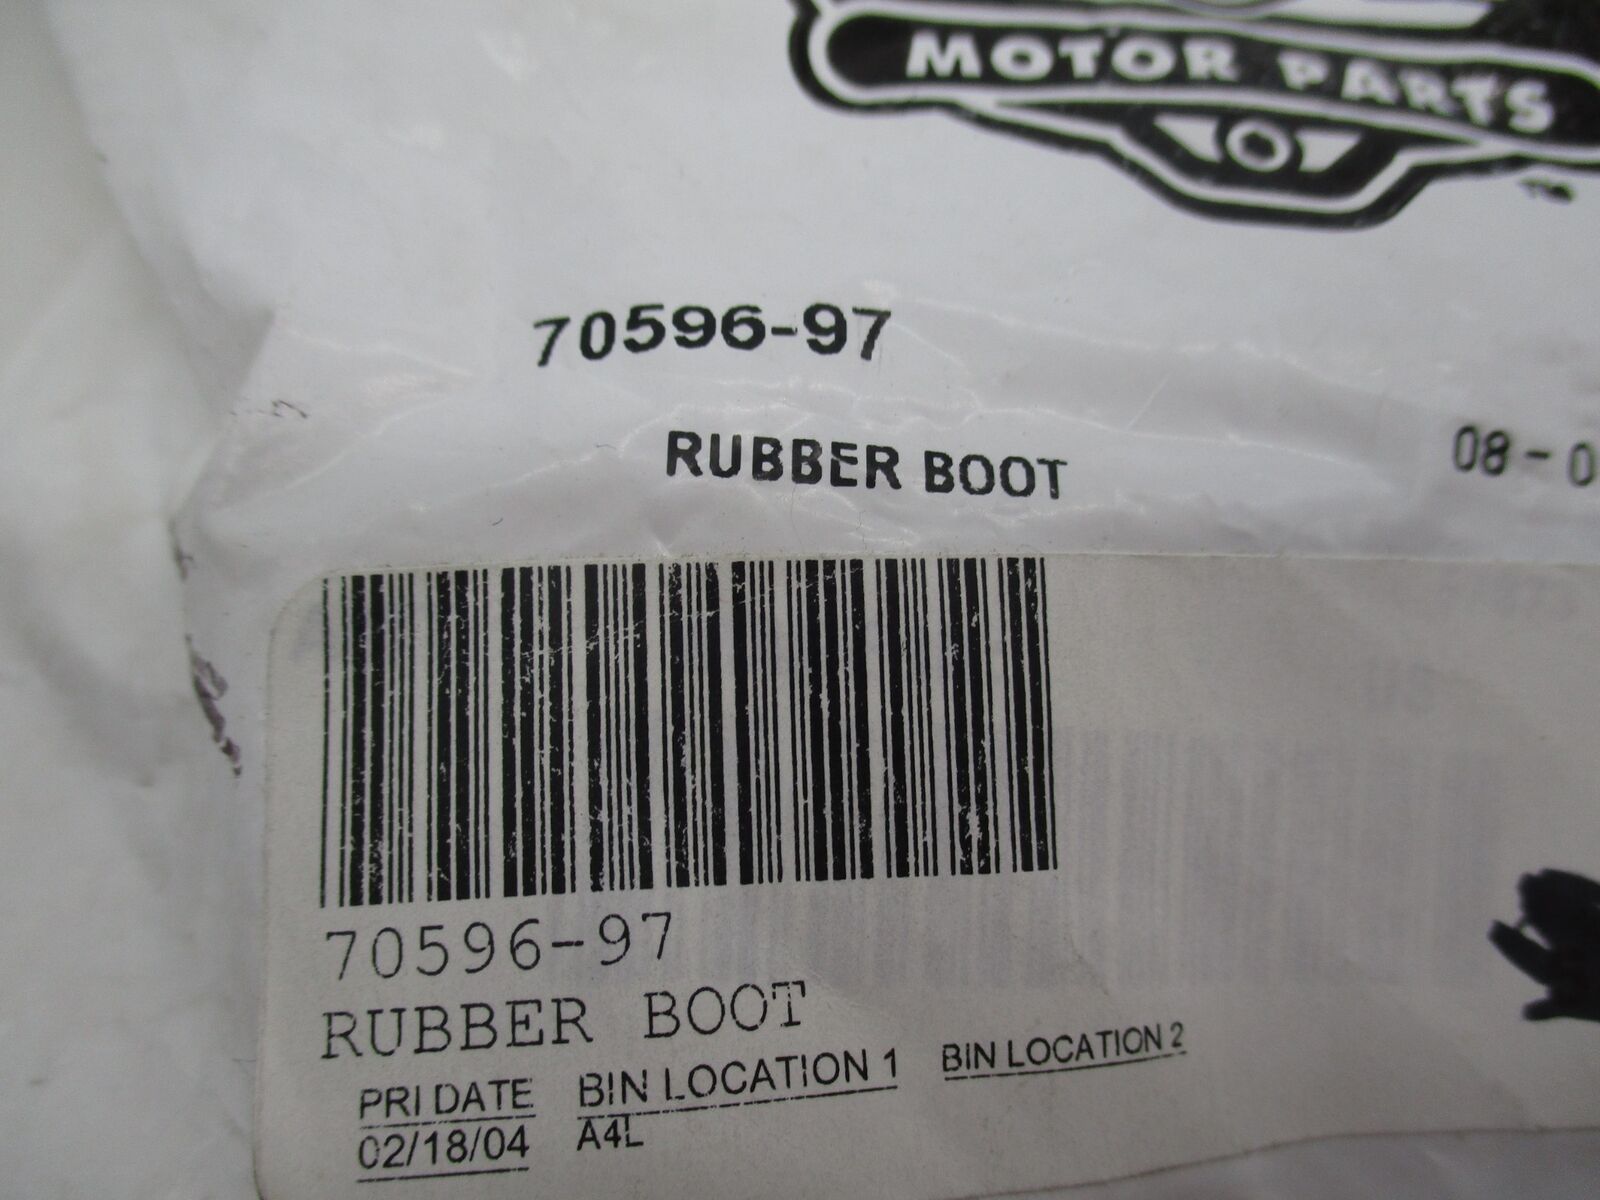 MOTOR PARTS
TM
70596-97
RUBBER BOOT
08-0
70596-97
RUBBER BOOT
PRI DATE BIN LOCATION 1 BIN LOCATION 2
02/18/04 A4L